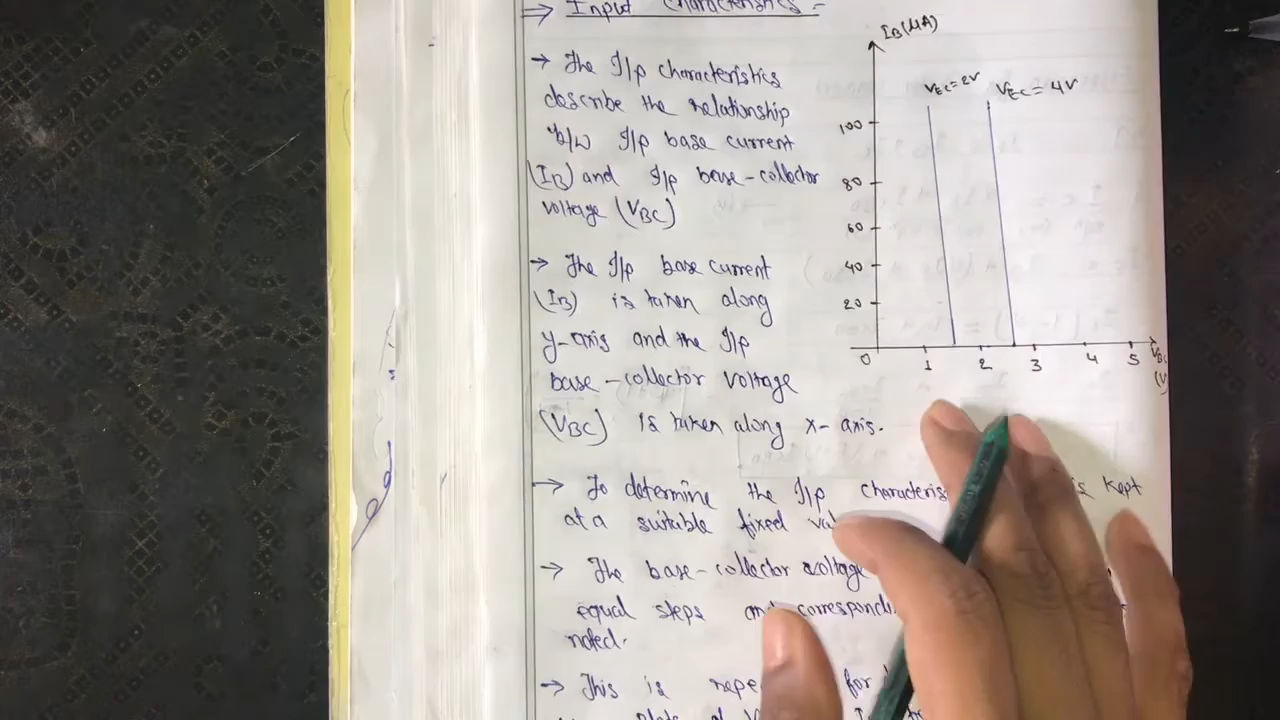 ⇒ Input characteristics -
→ The I/p characteristics
describe the relationship
b/w I/p base current
(IB) and I/p base-collector
voltage (VBC)
→ The I/p base current
(IB) is taken along
y-axis and the I/p
base-collector voltage
(VBC) is taken along x-axis.
→ To determine the I/p is kept
at a suitable fixed
→ The base-collector voltage
equal steps and
noted.
→ This is for
IB(μA)
VEC=2V VEC=4V
100
80
60
40
20
0 1 2 3 4 5